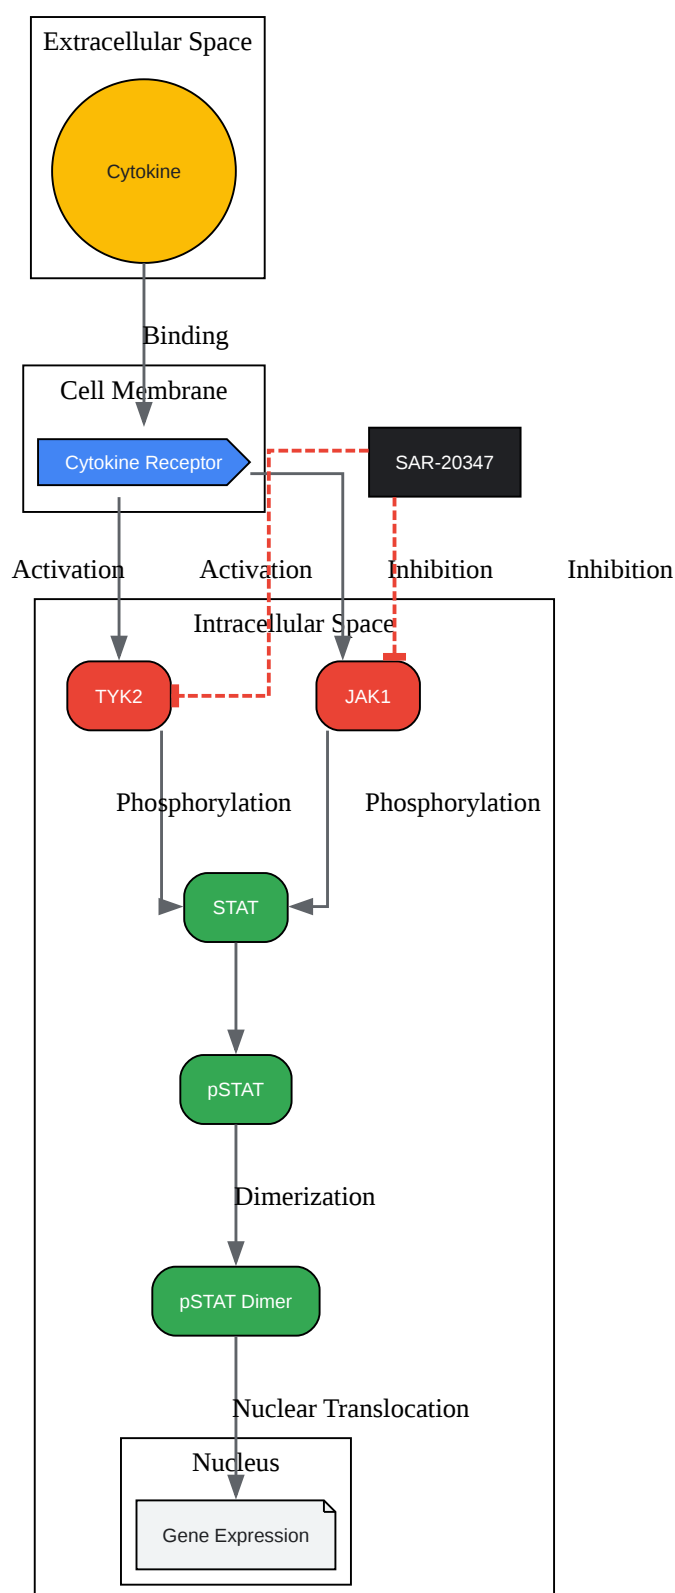 Extracellular Space
Cytokine
Binding
Cell Membrane
Cytokine Receptor
SAR-20347
Activation
Activation
Inhibition
Inhibition
Intracellular Space
TYK2
JAK1
Phosphorylation
Phosphorylation
STAT
pSTAT
Dimerization
pSTAT Dimer
Nuclear Translocation
Nucleus
Gene Expression